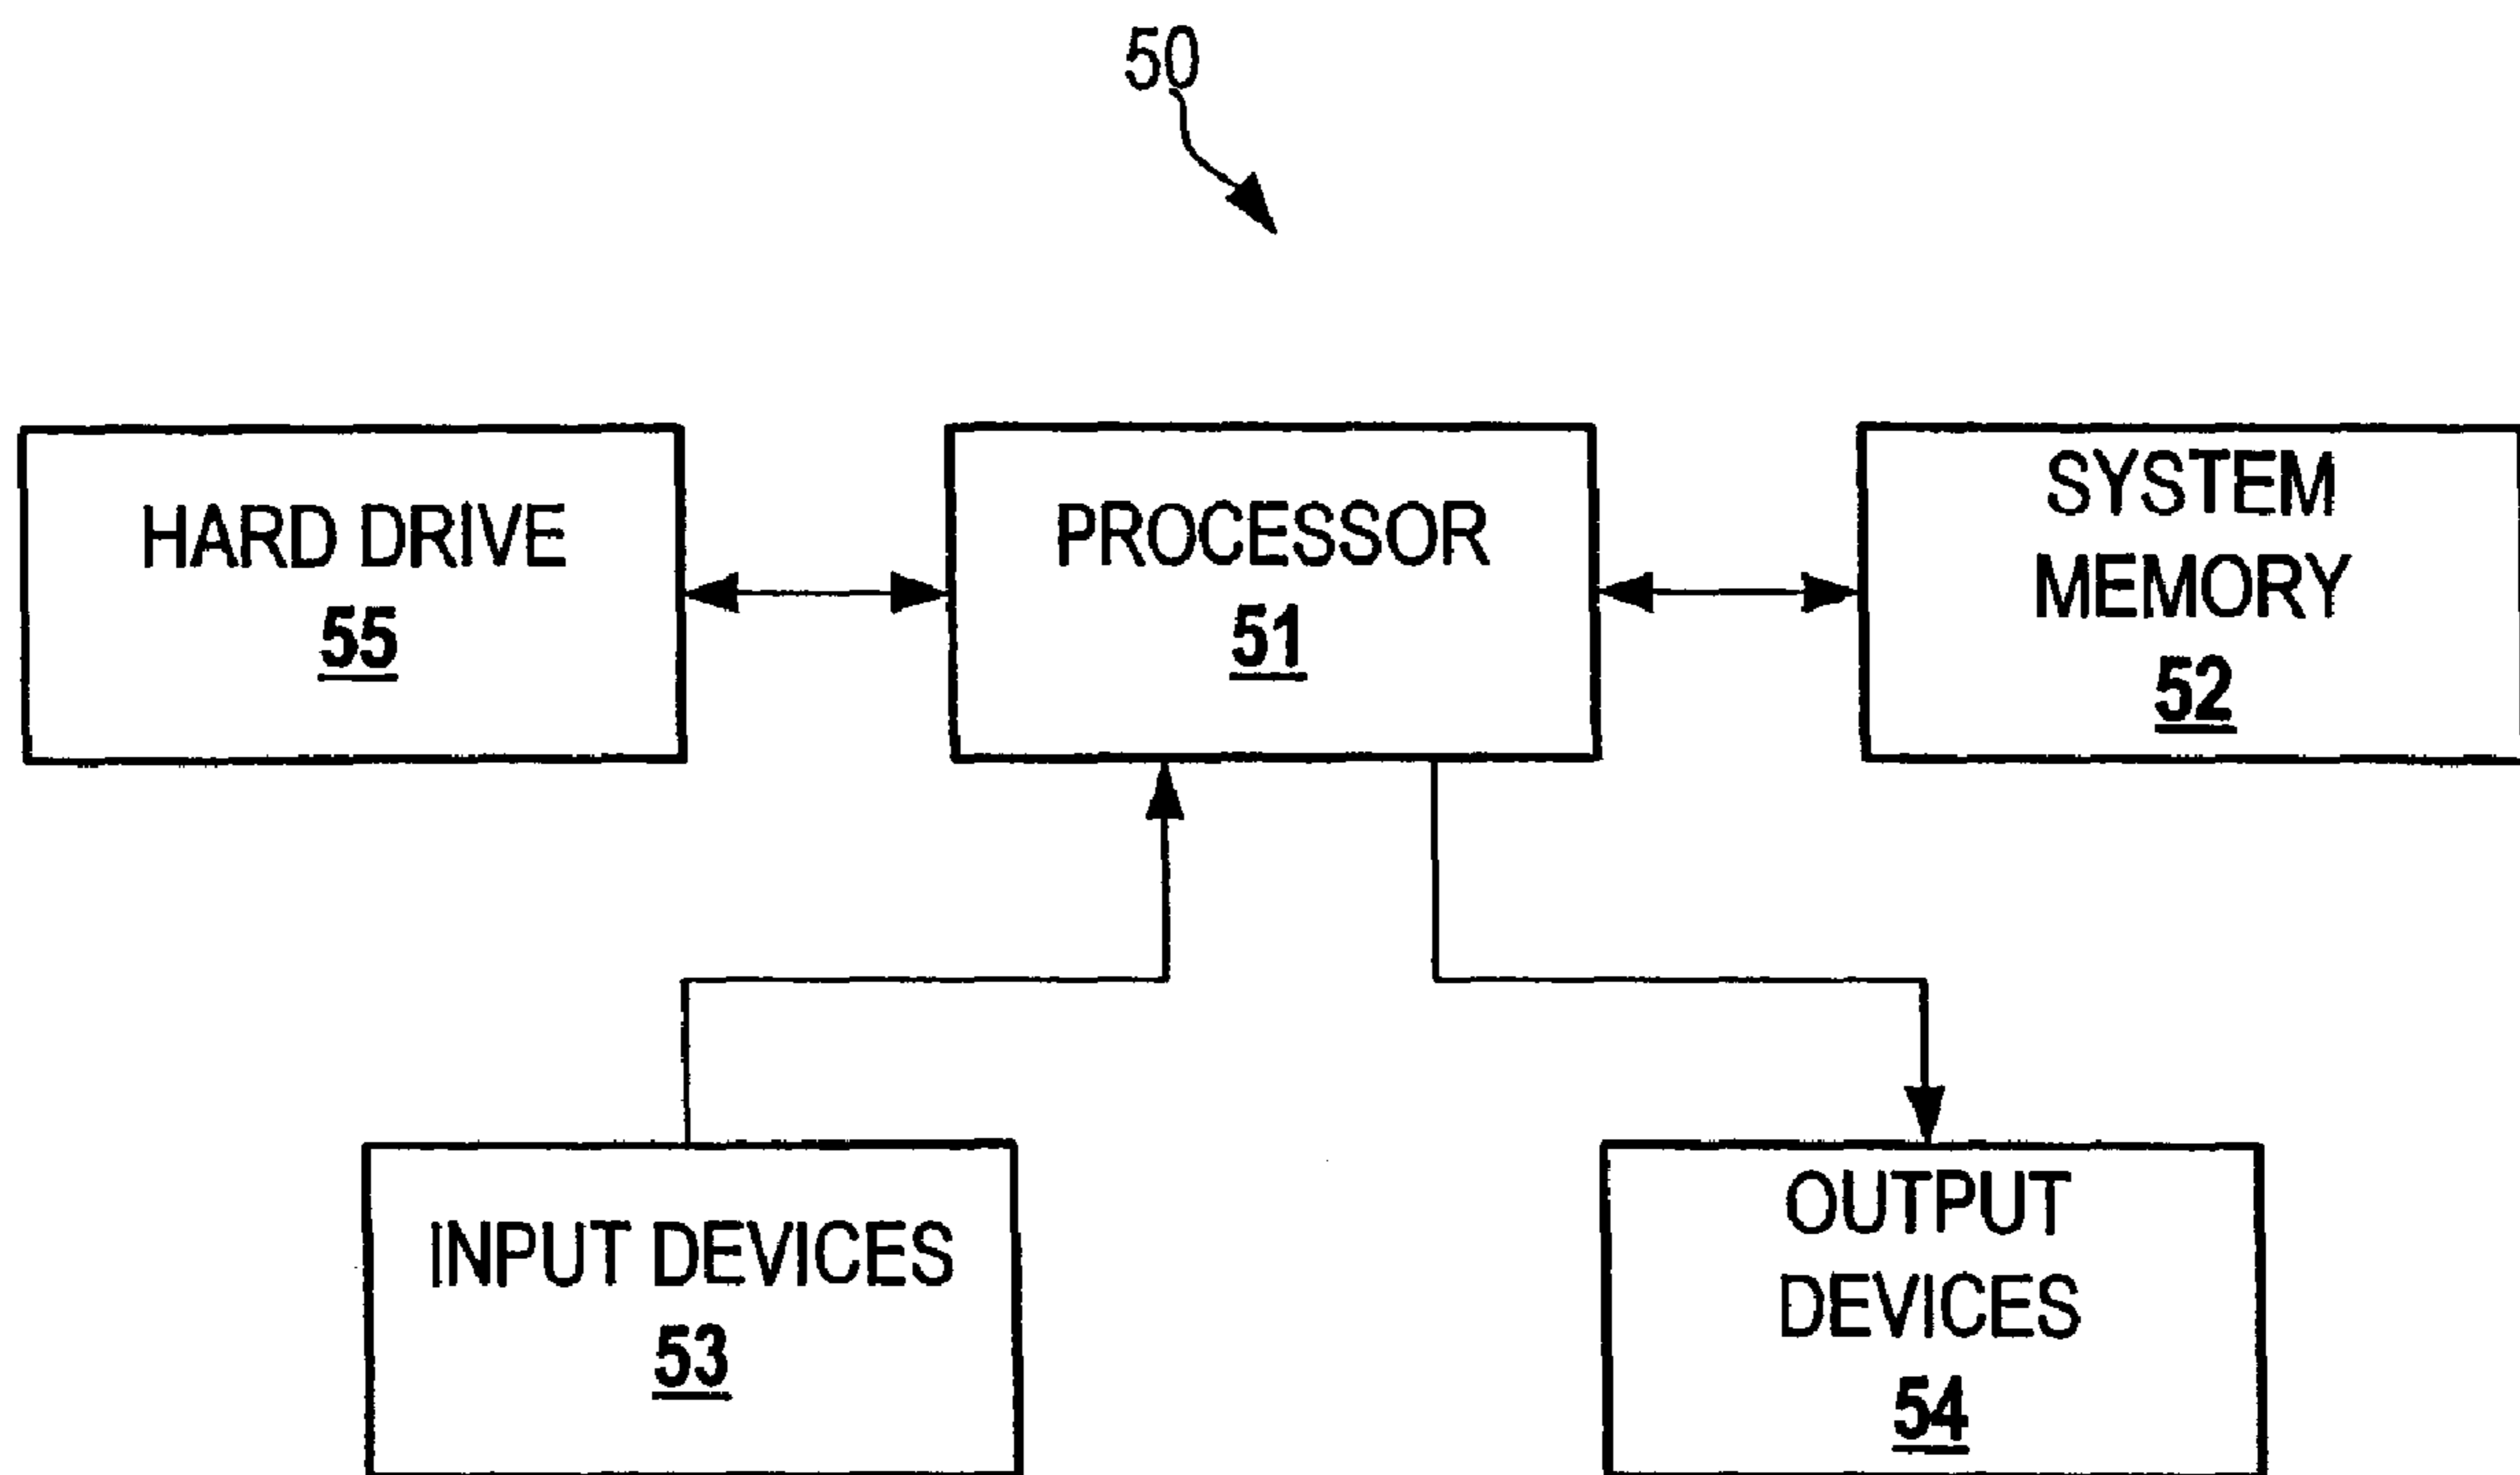 50
HARD DRIVE
55
PROCESSOR
51
SYSTEM
MEMORY
52
INPUT DEVICES
53
OUTPUT
DEVICES
54